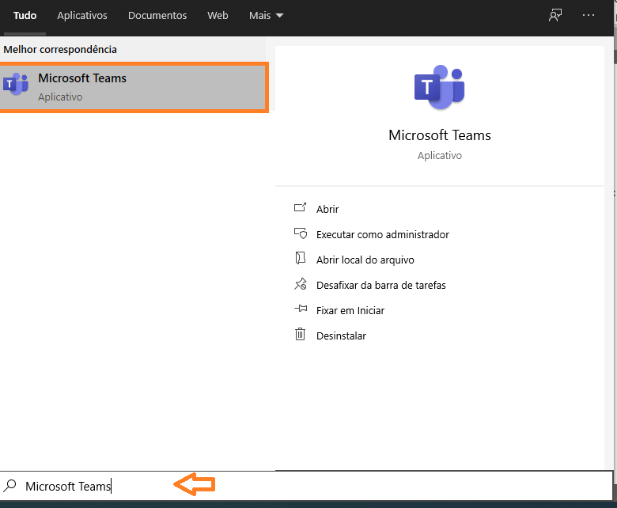 Tudo Aplicativos Documentos Web Mais
Melhor correspondência
Microsoft Teams
Aplicativo
Microsoft Teams
Aplicativo
Abrir
Executar como administrador
Abrir local do arquivo
Desafixar da barra de tarefas
Fixar em Iniciar
Desinstalar
Microsoft Teams